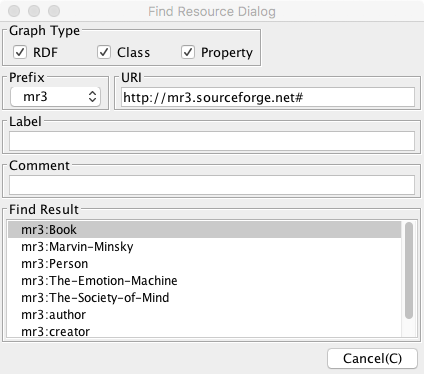 Find Resource Dialog
Graph Type
RDF Class Property
Prefix URI
mr3 http://mr3.sourceforge.net#
Label
Comment
Find Result
mr3:Book
mr3:Marvin-Minsky
mr3:Person
mr3:The-Emotion-Machine
mr3:The-Society-of-Mind
mr3:author
mr3:creator
Cancel(C)